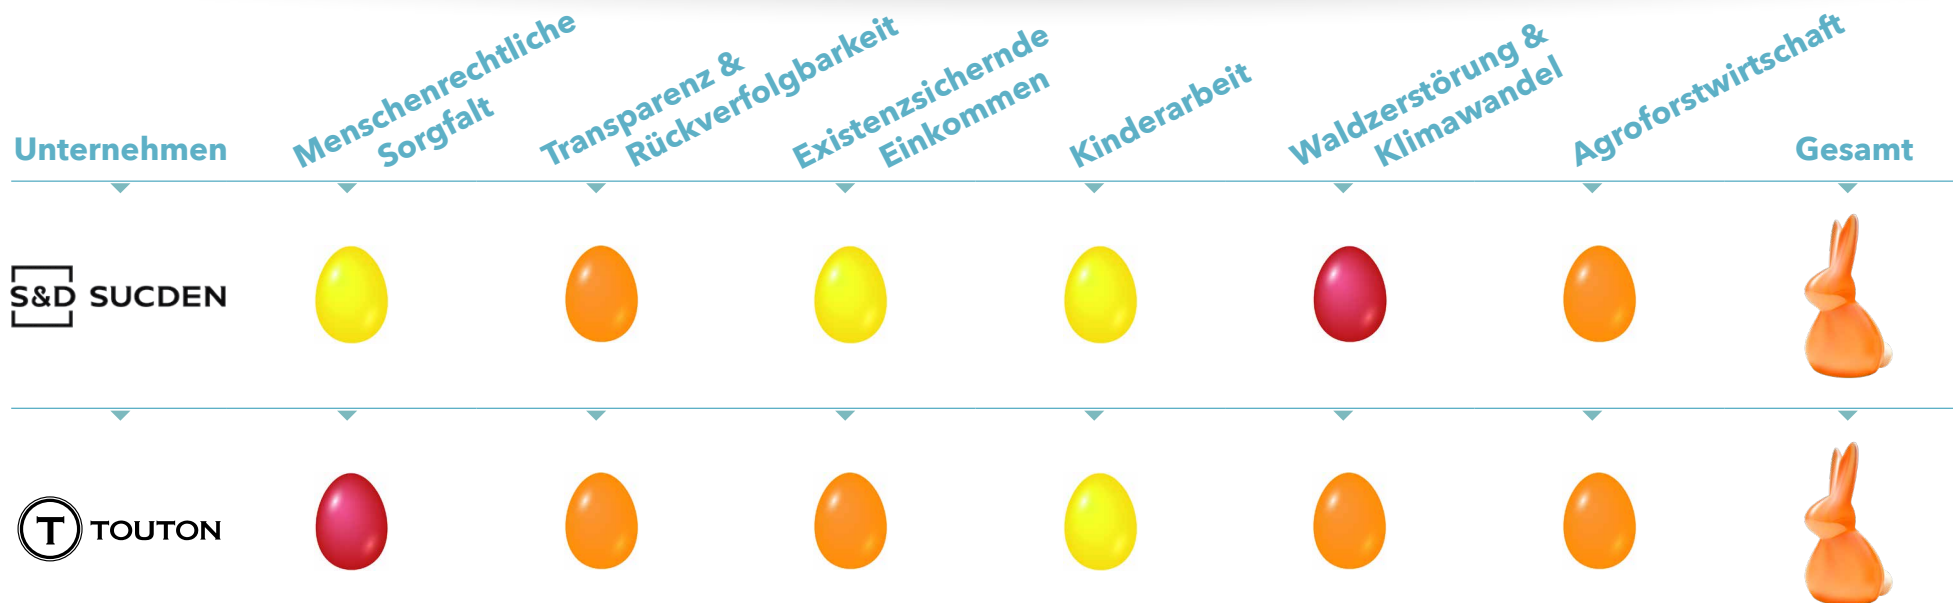 Unternehmen
Menschenrechtliche
Sorgfalt
Transparenz &
Rückverfolgbarkeit
Existenzsichernde
Einkommen
Kinderarbeit
Waldzerstörung &
Klimawandel
Agroforstwirtschaft
Gesamt
S&D SUCDEN
T TOUTON